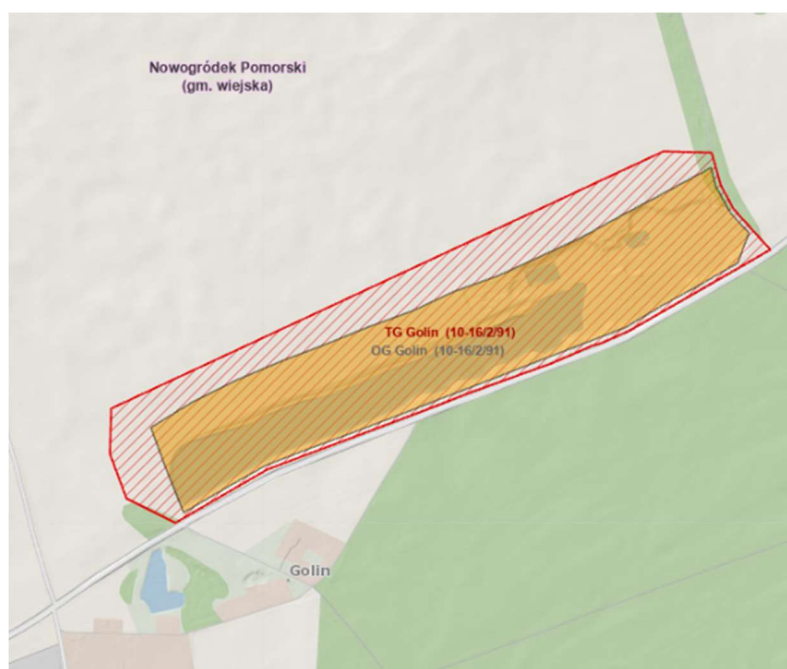 Nowogródek Pomorski
(gm. wiejska)
TG Golin (10-16/2/91)
OG Golin (10-16/2/91)
Golin